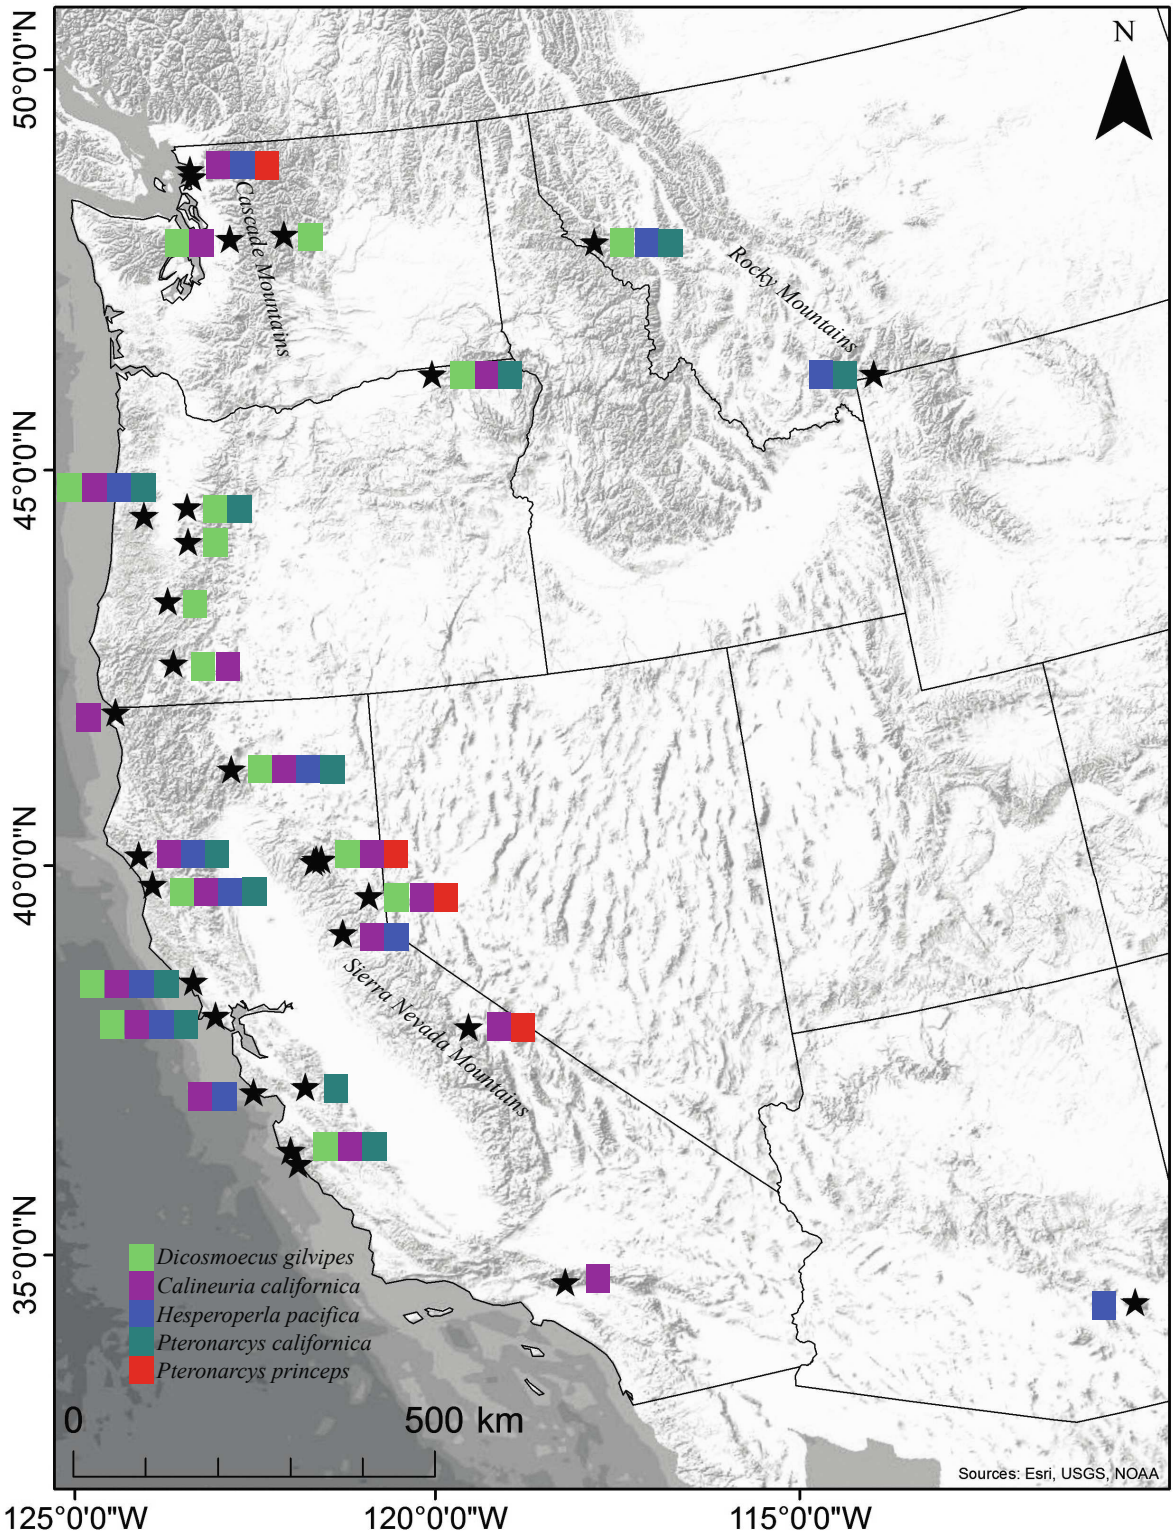 N
50°0'0"N
Cascade Mountains
Rocky Mountains
45°0'0"N
40°0'0"N
Sierra Nevada Mountains
35°0'0"N
Dicosmoecus gilvipes
Calineuria californica
Hesperoperla pacifica
Pteronarcys californica
Pteronarcys princeps
0 500 km
Sources: Esri, USGS, NOAA
125°0'0"W 120°0'0"W 115°0'0"W